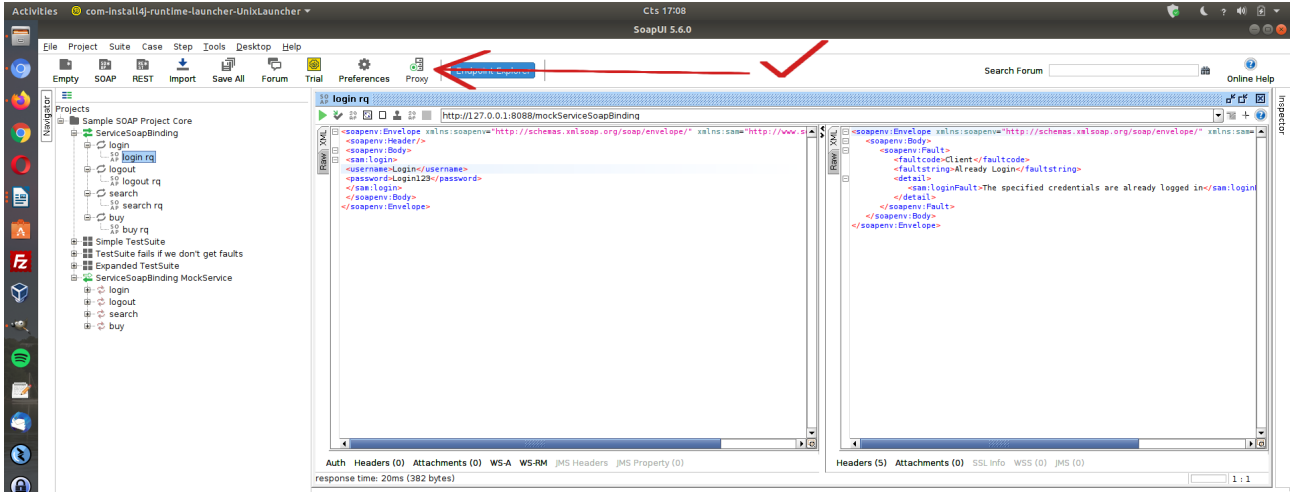 Activities com-install4j-runtime-launcher-UnixLauncher Cts 17:08
SoapUI 5.6.0
File Project Suite Case Step Tools Desktop Help
Empty SOAP REST Import Save All Forum Trial Preferences Proxy Endpoint Explorer Search Forum Online Help
Navigator
Projects
Sample SOAP Project Core
ServiceSoapBinding
login
login rq
logout
logout rq
search
search rq
buy
buy rq
Simple TestSuite
TestSuite fails if we don't get faults
Expanded TestSuite
ServiceSoapBinding MockService
login
logout
search
buy
login rq
http://127.0.0.1:8088/mockServiceSoapBinding
XML
Raw
<soapenv:Envelope xmlns:soapenv="http://schemas.xmlsoap.org/soap/envelope/" xmlns:sam="http://www.s
<soapenv:Header/>
<soapenv:Body>
<sam:login>
<username>Login</username>
<password>Login123</password>
</sam:login>
</soapenv:Body>
</soapenv:Envelope>
Auth Headers (0) Attachments (0) WS-A WS-RM JMS Headers JMS Property (0)
XML
Raw
<soapenv:Envelope xmlns:soapenv="http://schemas.xmlsoap.org/soap/envelope/" xmlns:sam=
<soapenv:Body>
<soapenv:Fault>
<faultcode>Client</faultcode>
<faultstring>Already Login</faultstring>
<detail>
<sam:loginFault>The specified credentials are already logged in</sam:login
</detail>
</soapenv:Fault>
</soapenv:Body>
</soapenv:Envelope>
Headers (5) Attachments (0) SSL Info WSS (0) JMS (0)
response time: 20ms (382 bytes)
1 : 1
Inspector